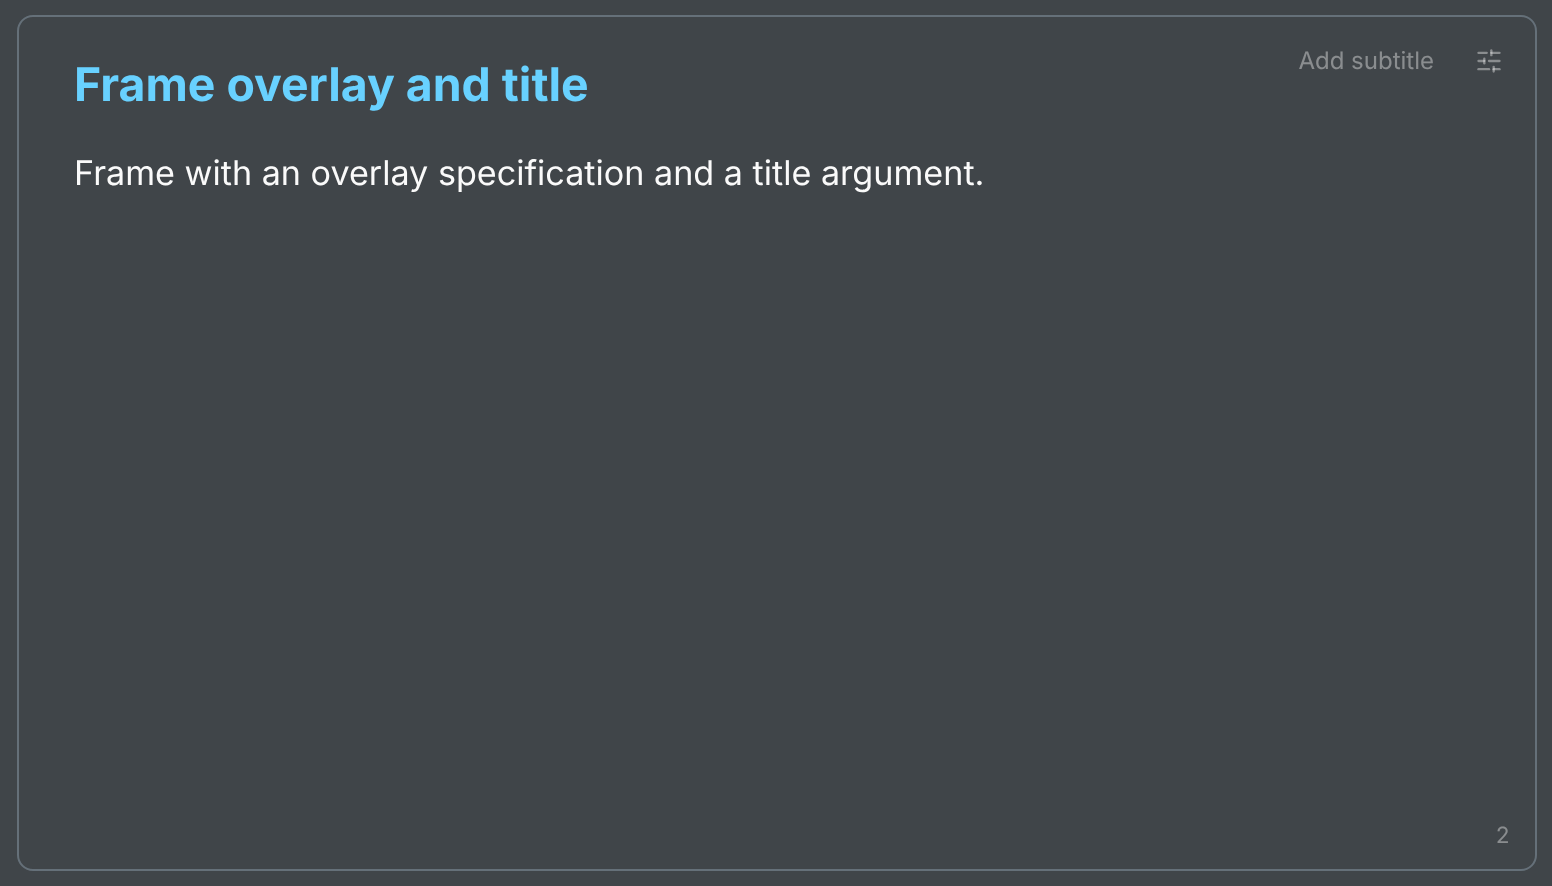 Frame overlay and title
Add subtitle
Frame with an overlay specification and a title argument.
2